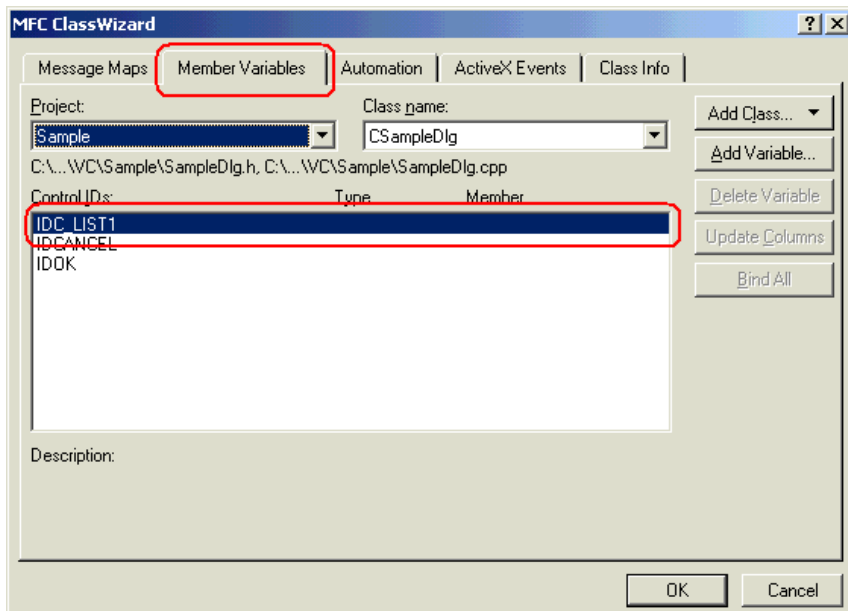 MFC ClassWizard
Message Maps Member Variables Automation ActiveX Events Class Info
Project: Class name:
Sample CSampleDlg
C:\...\VC\Sample\SampleDlg.h, C:\...\VC\Sample\SampleDlg.cpp
Control IDs: Type Member
IDC_LIST1
IDCANCEL
IDOK
Description:
Add Class...
Add Variable...
Delete Variable
Update Columns
Bind All
OK Cancel